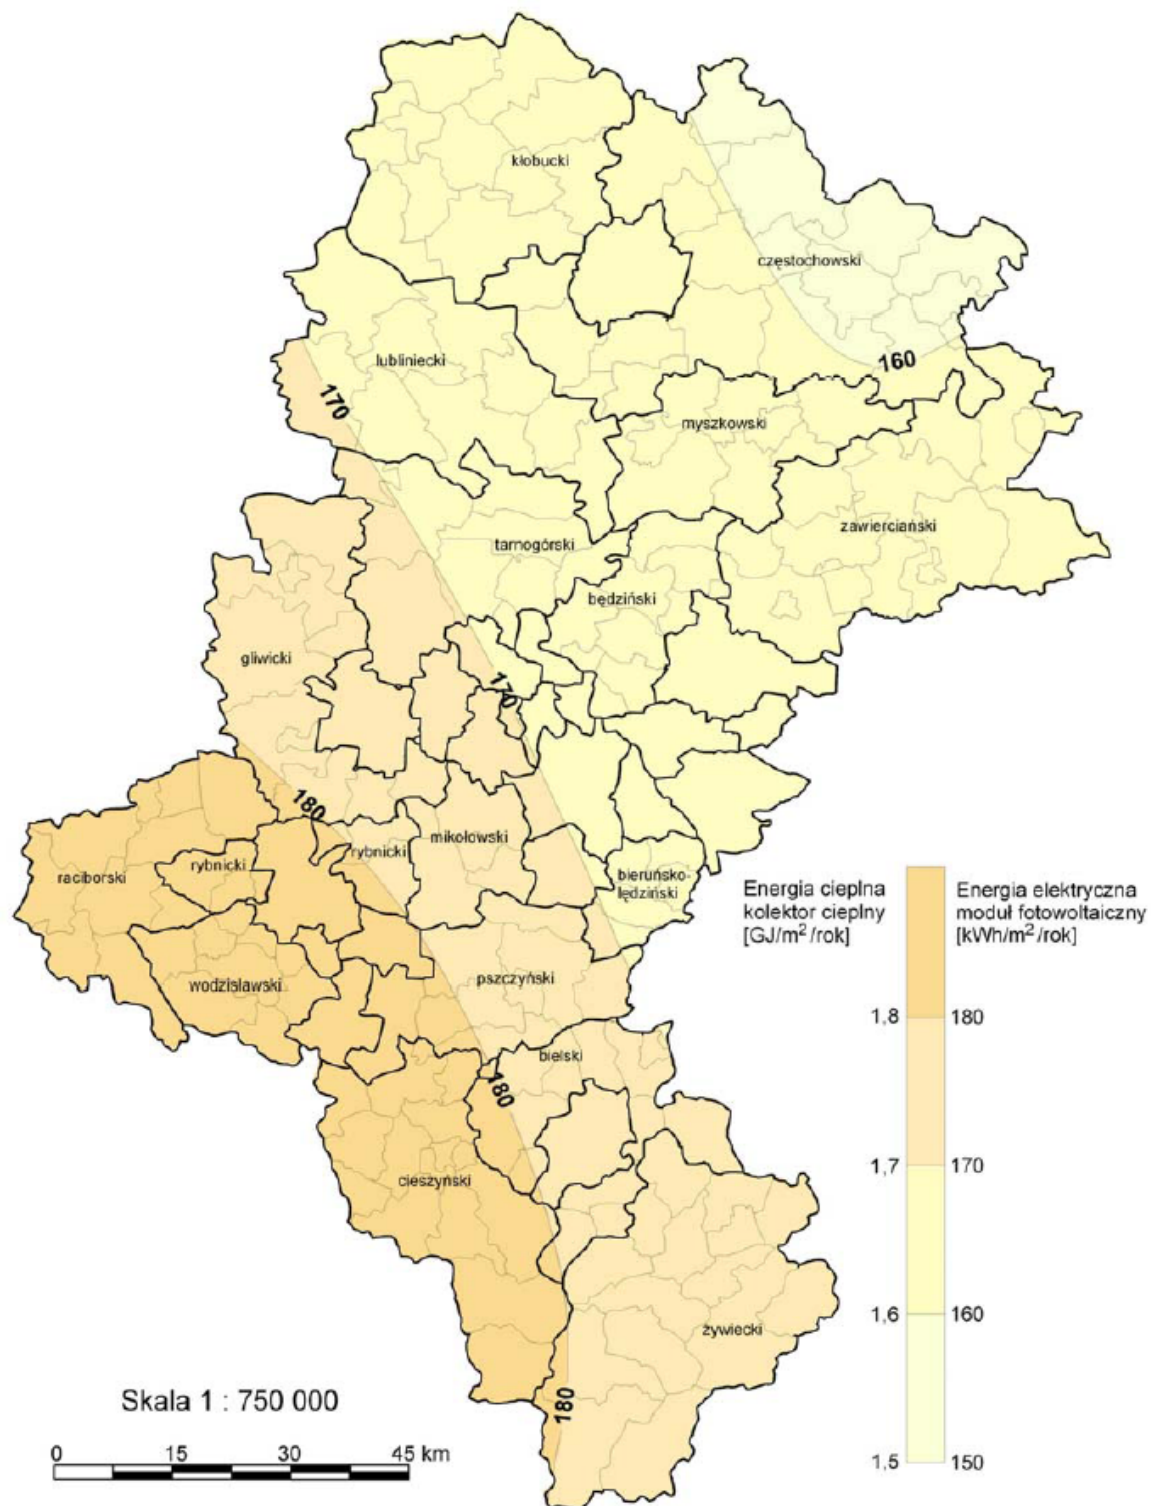 kłobucki
częstochowski
160
lubliniecki
170
myszkowski
zawierciański
tarnogórski
będziński
gliwicki
170
180
mikołowski
rybnicki
rybnicki
raciborski
bieruńsko-
lędziński
Energia cieplna
kolektor cieplny
[GJ/m²/rok]
Energia elektryczna
moduł fotowoltaiczny
[kWh/m²/rok]
wodzisławski
pszczyński
1,8 180
bielski
180
1,7 170
cieszyński
1,6 160
żywiecki
180
Skala 1 : 750 000
0 15 30 45 km
1,5 150